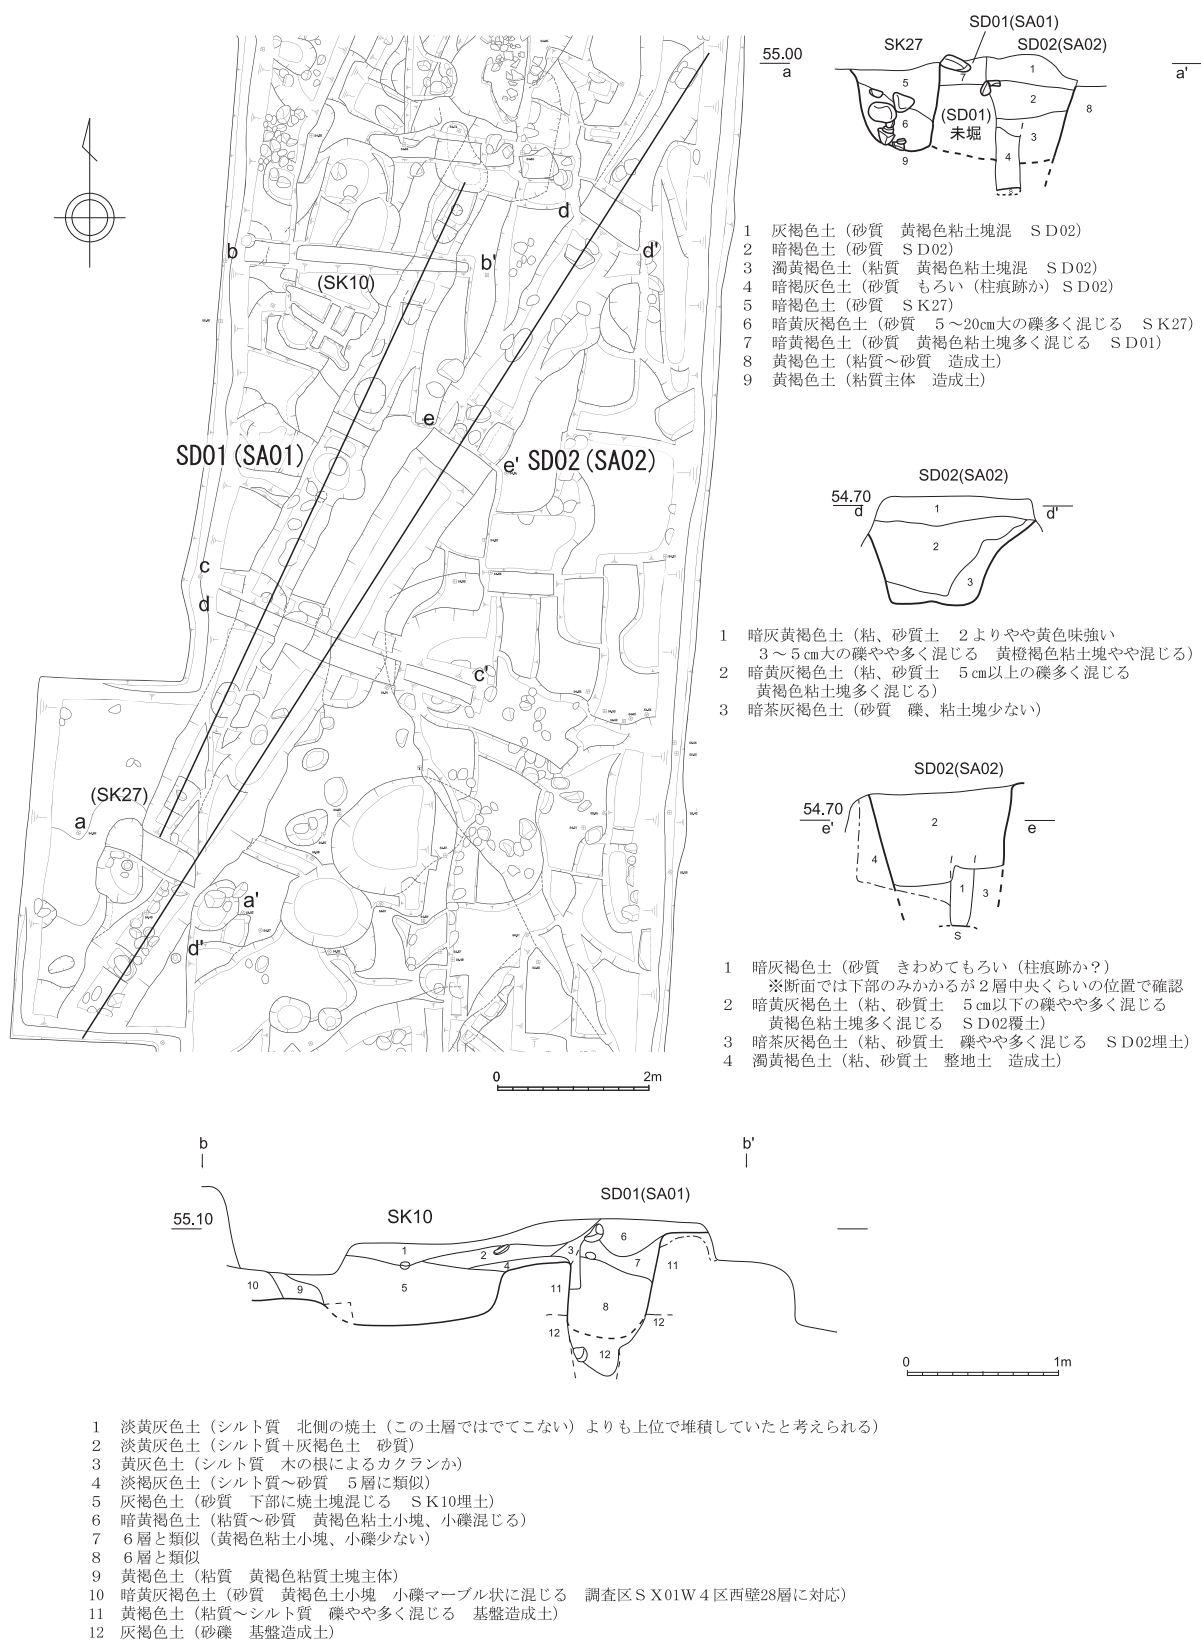 SD01(SA01)
SK27
SD02(SA02)
55.00
a
a'
1
5
7
2
8
6
(SD01)
未堀
3
4
9
S
1 灰褐色土（砂質 黄褐色粘土塊混 ＳＤ02）
2 暗褐色土（砂質 ＳＤ02）
3 濁黄褐色土（粘質 黄褐色粘土塊混 ＳＤ02）
4 暗褐灰色土（砂質 もろい（柱痕跡か）ＳＤ02）
5 暗褐色土（砂質 ＳＫ27）
6 暗黄灰褐色土（砂質 ５～20㎝大の礫多く混じる ＳＫ27）
7 暗黄褐色土（砂質 黄褐色粘土塊多く混じる ＳＤ01）
8 黄褐色土（粘質～砂質 造成土）
9 黄褐色土（粘質主体 造成土）
d
b
d'
b'
(SK10)
e
SD01(SA01)
e'
SD02(SA02)
c
d
c'
(SK27)
a
a'
d'
0
2m
SD02(SA02)
54.70
d
d'
1
2
3
1 暗灰黄褐色土（粘、砂質土 ２よりやや黄色味強い
３～５㎝大の礫やや多く混じる 黄橙褐色粘土塊やや混じる）
2 暗黄灰褐色土（粘、砂質土 ５㎝以上の礫多く混じる
黄褐色粘土塊多く混じる）
3 暗茶灰褐色土（砂質 礫、粘土塊少ない）
SD02(SA02)
54.70
e'
e
2
4
1
3
S
1 暗灰褐色土（砂質 きわめてもろい（柱痕跡か？）
※断面では下部のみかかるが２層中央くらいの位置で確認
2 暗黄灰褐色土（粘、砂質土 ５㎝以下の礫やや多く混じる
黄褐色粘土塊多く混じる ＳＤ02覆土）
3 暗茶灰褐色土（粘、砂質土 礫やや多く混じる ＳＤ02埋土）
4 濁黄褐色土（粘、砂質土 整地土 造成土）
b
b'
SD01(SA01)
55.10
SK10
1
2
3
6
4
7
11
10
9
5
11
8
12
12
12
0
1m
1 淡黄灰色土（シルト質 北側の焼土（この土層ではでてこない）よりも上位で堆積していたと考えられる）
2 淡黄灰色土（シルト質＋灰褐色土 砂質）
3 黄灰色土（シルト質 木の根によるカクランか）
4 淡褐灰色土（シルト質～砂質 ５層に類似）
5 灰褐色土（砂質 下部に焼土塊混じる ＳＫ10埋土）
6 暗黄褐色土（粘質～砂質 黄褐色粘土小塊、小礫混じる）
7 ６層と類似（黄褐色粘土小塊、小礫少ない）
8 ６層と類似
9 黄褐色土（粘質 黄褐色粘質土塊主体）
10 暗黄灰褐色土（砂質 黄褐色土小塊 小礫マーブル状に混じる 調査区ＳＸ01Ｗ４区西壁28層に対応）
11 黄褐色土（粘質～シルト質 礫やや多く混じる 基盤造成土）
12 灰褐色土（砂礫 基盤造成土）